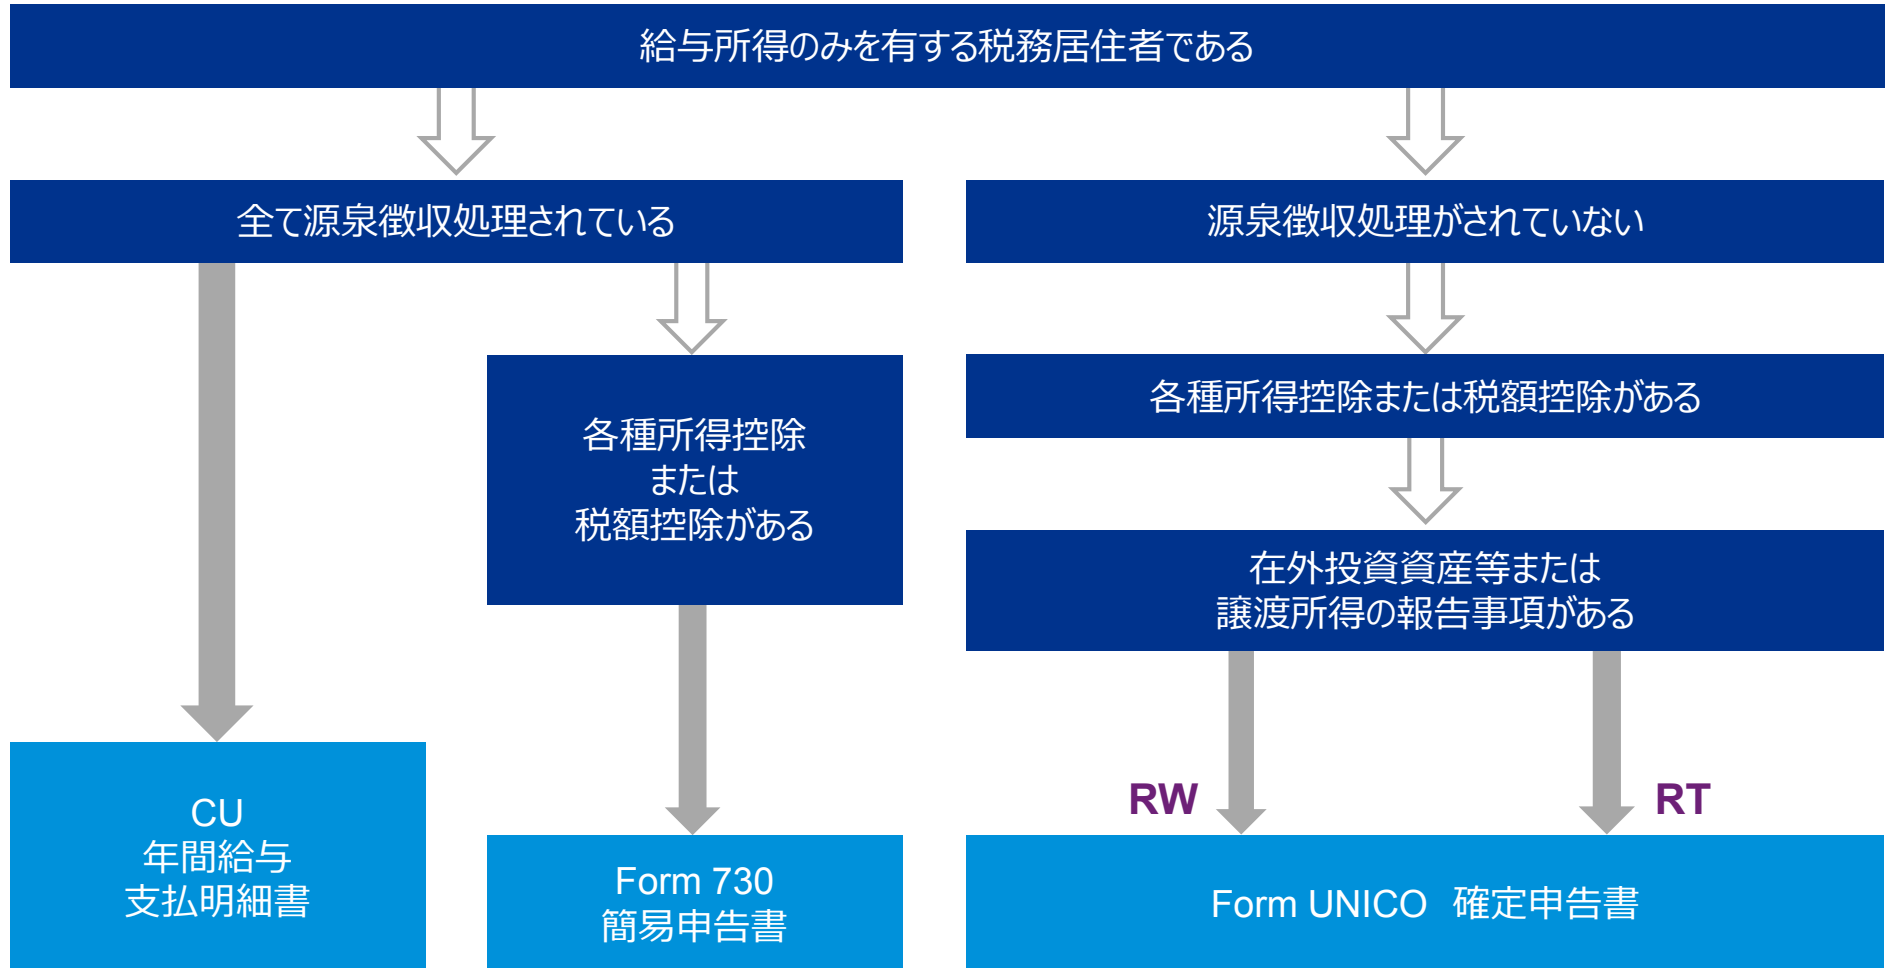 給与所得のみを有する税務居住者である
全て源泉徴収処理されている
源泉徴収処理がされていない
各種所得控除
または
税額控除がある
各種所得控除または税額控除がある
在外投資資産等または
譲渡所得の報告事項がある
RW
RT
CU
年間給与
支払明細書
Form 730
簡易申告書
Form UNICO　確定申告書